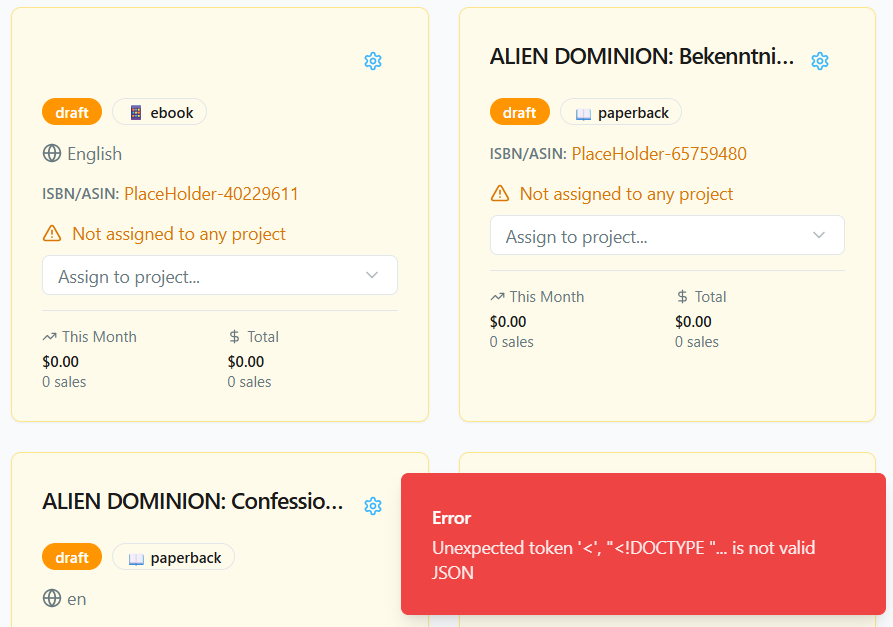 ALIEN DOMINION: Bekenntni...
draft
ebook
draft
paperback
English
ISBN/ASIN: PlaceHolder-65759480
ISBN/ASIN: PlaceHolder-40229611
Not assigned to any project
Not assigned to any project
Assign to project...
Assign to project...
This Month
$ Total
$0.00
$0.00
0 sales
0 sales
This Month
$ Total
$0.00
$0.00
0 sales
0 sales
ALIEN DOMINION: Confessio...
draft
paperback
en
Error
Unexpected token '<', "<!DOCTYPE "... is not valid
JSON